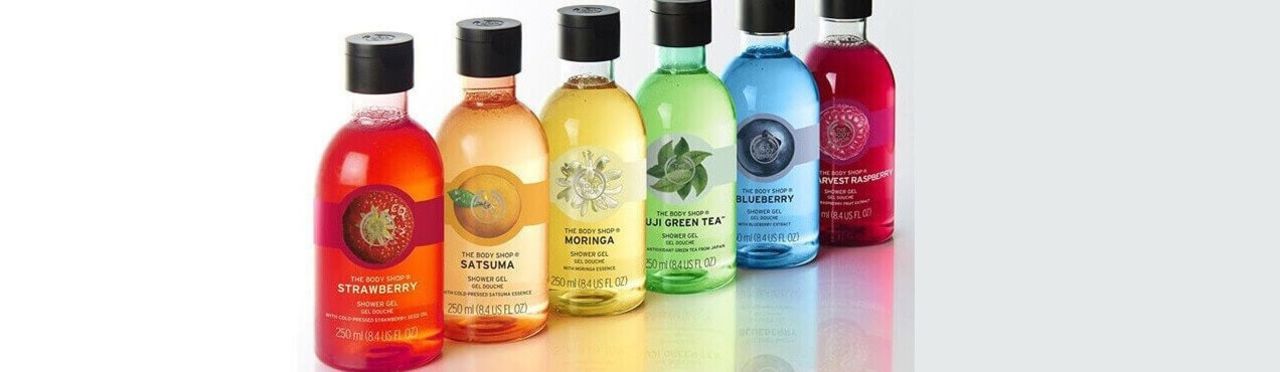 THE BODY SHOP®
STRAWBERRY
SHOWER GEL
GEL DOUCHE
WITH COLD-PRESSED STRAWBERRY SEED OIL
250 ml (8.4 US FL OZ)
THE BODY SHOP®
SATSUMA
SHOWER GEL
GEL DOUCHE
WITH COLD-PRESSED SATSUMA ESSENCE
250 ml (8.4 US FL OZ)
THE BODY SHOP®
MORINGA
SHOWER GEL
GEL DOUCHE
WITH MORINGA ESSENCE
250 ml (8.4 US FL OZ)
THE BODY SHOP®
UJI GREEN TEA™
SHOWER GEL
GEL DOUCHE
ANTIOXIDANT GREEN TEA FROM JAPAN
250 ml (8.4 US FL OZ)
THE BODY SHOP®
BLUEBERRY
SHOWER GEL
GEL DOUCHE
WITH BLUEBERRY EXTRACT
0 ml (8.4 US FL OZ)
THE BODY SHOP®
ARVEST RASPBERRY
SHOWER GEL
GEL DOUCHE
RASPBERRY FRUIT EXTRACT
ml (8.4 US FL OZ)